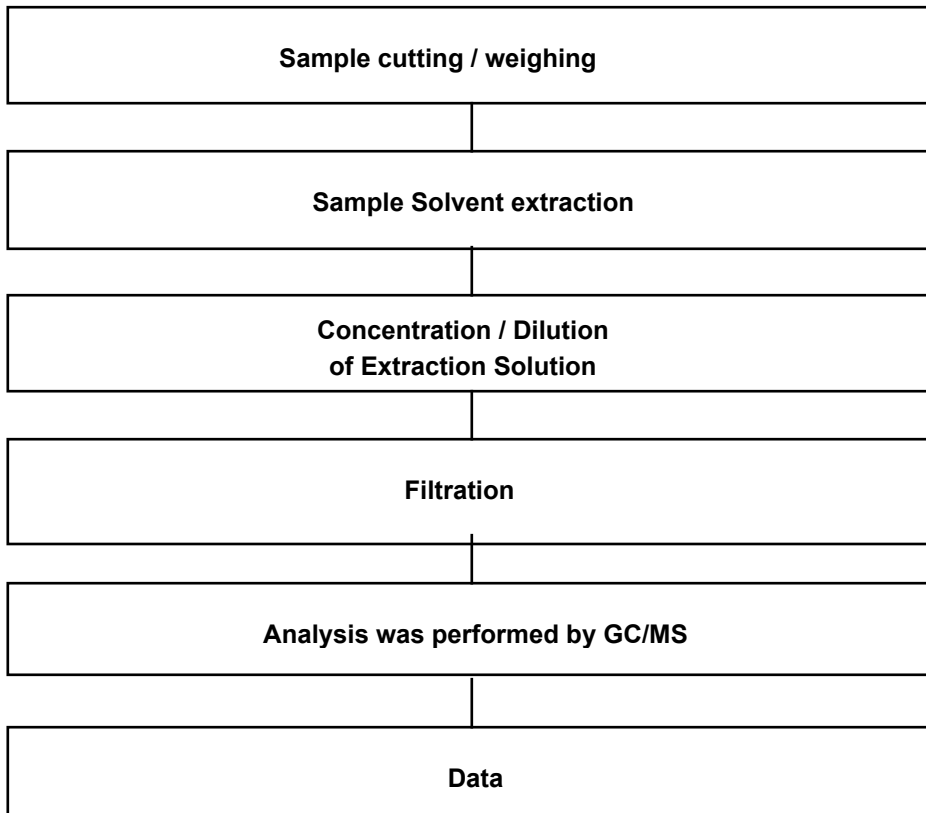 Sample cutting / weighing
Sample Solvent extraction
Concentration / Dilution
of Extraction Solution
Filtration
Analysis was performed by GC/MS
Data